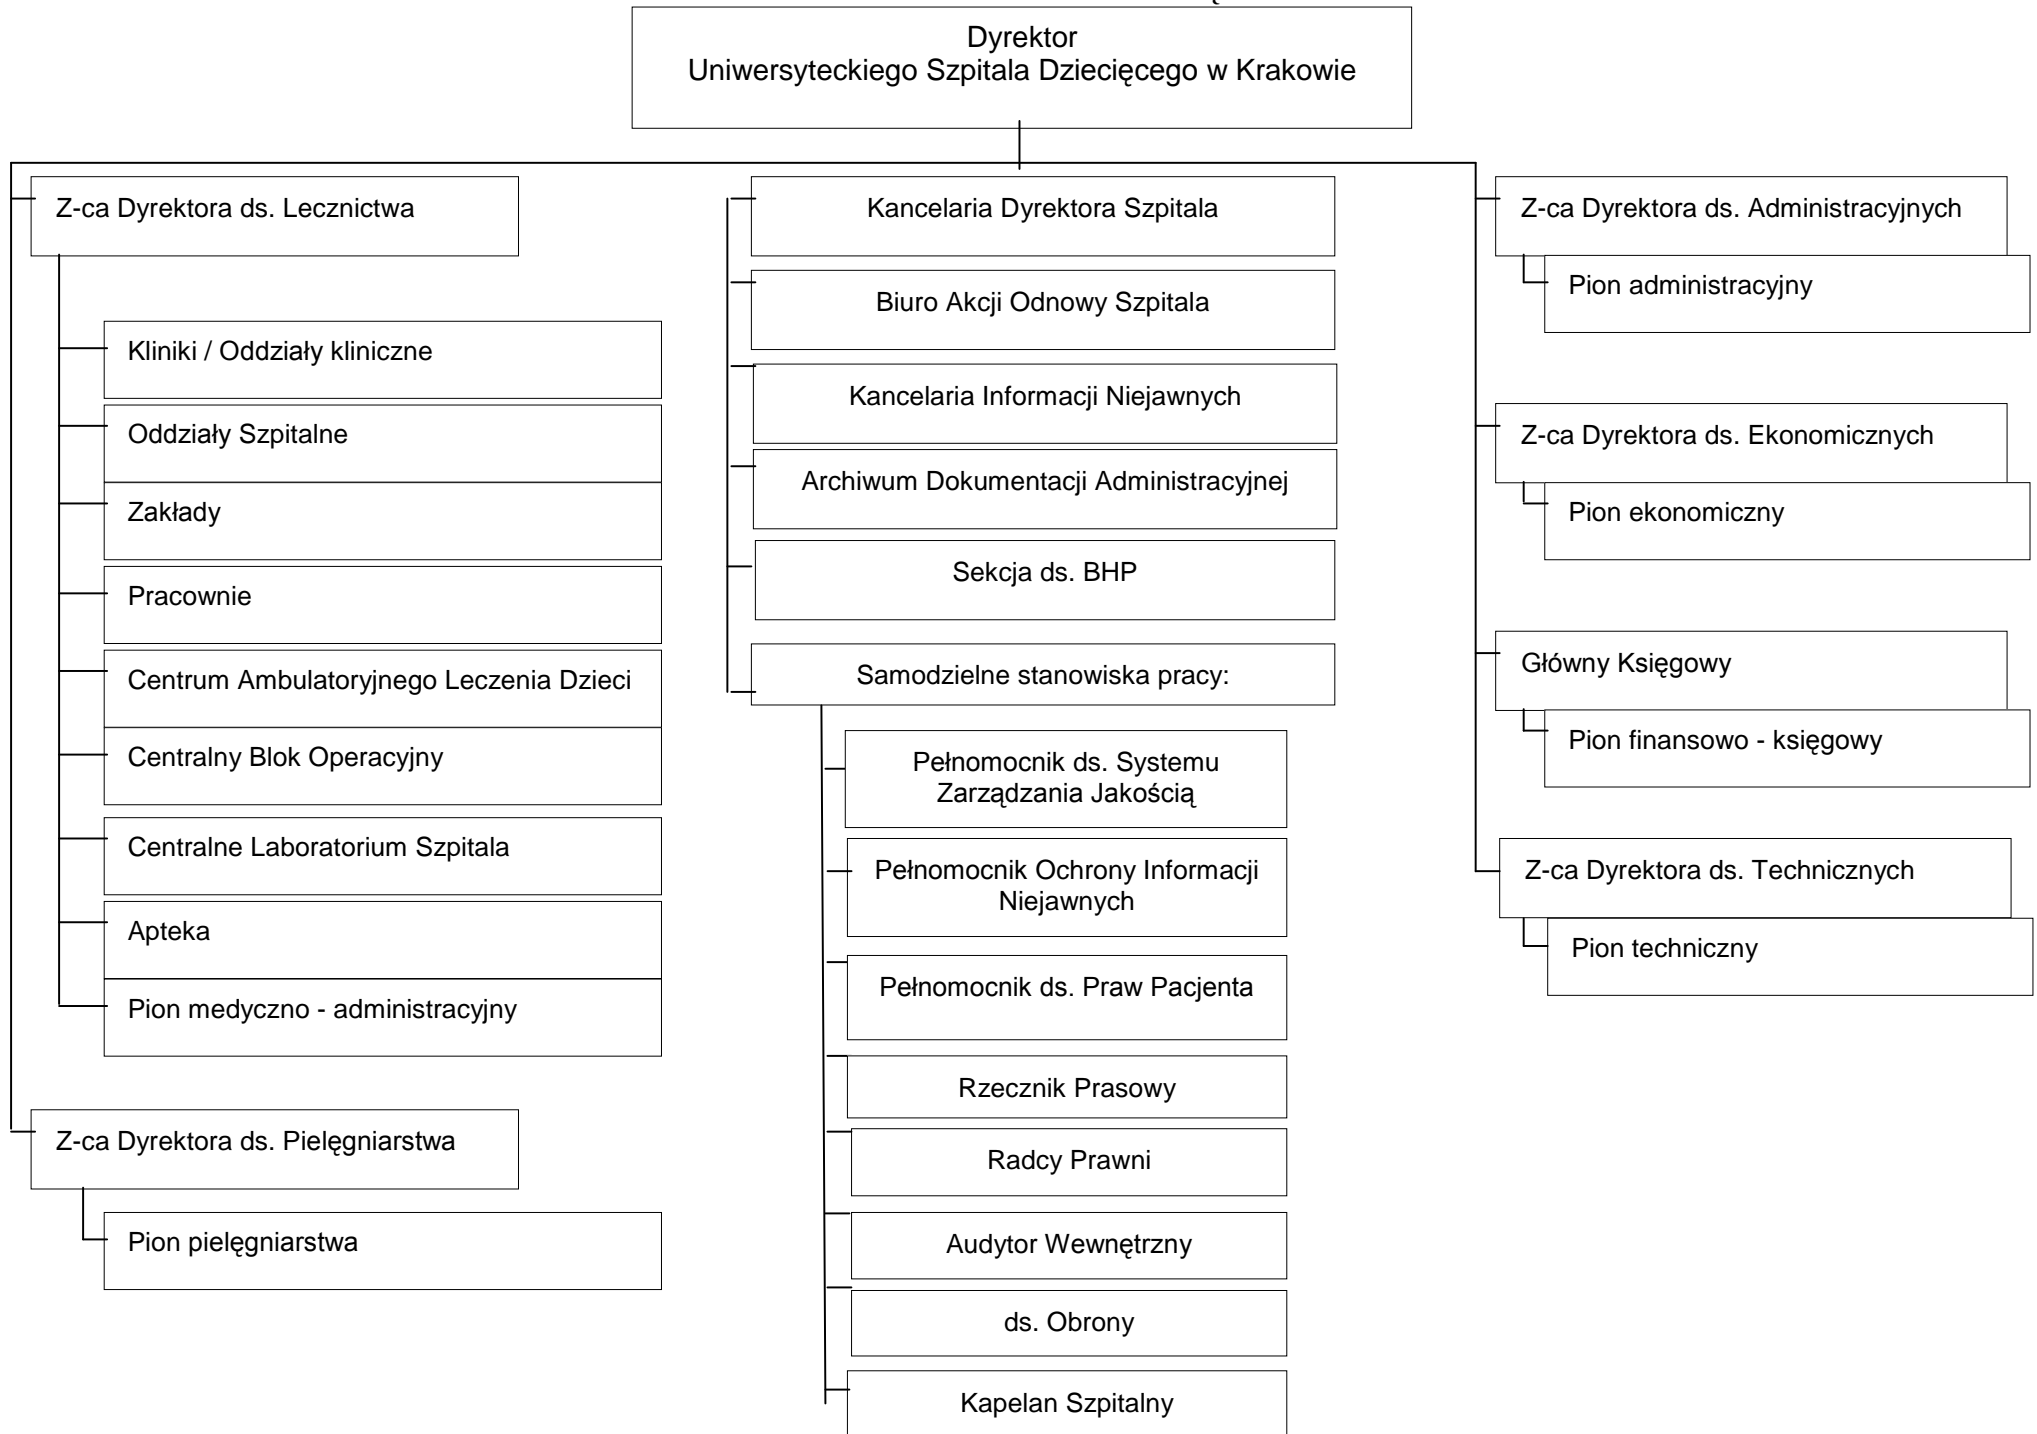 Dyrektor
Uniwersyteckiego Szpitala Dziecięcego w Krakowie
Z-ca Dyrektora ds. Lecznictwa
Kliniki / Oddziały kliniczne
Oddziały Szpitalne
Zakłady
Pracownie
Centrum Ambulatoryjnego Leczenia Dzieci
Centralny Blok Operacyjny
Centralne Laboratorium Szpitala
Apteka
Pion medyczno - administracyjny
Z-ca Dyrektora ds. Pielęgniarstwa
Pion pielęgniarstwa
Kancelaria Dyrektora Szpitala
Biuro Akcji Odnowy Szpitala
Kancelaria Informacji Niejawnych
Archiwum Dokumentacji Administracyjnej
Sekcja ds. BHP
Samodzielne stanowiska pracy:
Pełnomocnik ds. Systemu
Zarządzania Jakością
Pełnomocnik Ochrony Informacji
Niejawnych
Pełnomocnik ds. Praw Pacjenta
Rzecznik Prasowy
Radcy Prawni
Audytor Wewnętrzny
ds. Obrony
Kapelan Szpitalny
Z-ca Dyrektora ds. Administracyjnych
Pion administracyjny
Z-ca Dyrektora ds. Ekonomicznych
Pion ekonomiczny
Główny Księgowy
Pion finansowo - księgowy
Z-ca Dyrektora ds. Technicznych
Pion techniczny